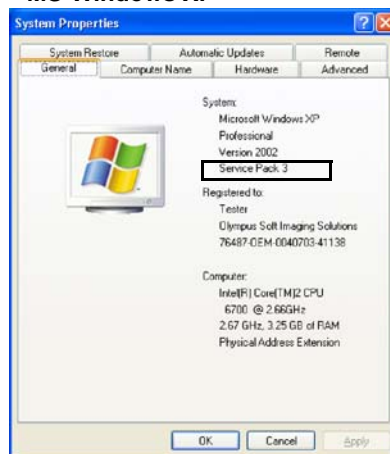 System Properties
System Restore Automatic Updates Remote
General Computer Name Hardware Advanced
System:
Microsoft Windows XP
Professional
Version 2002
Service Pack 3
Registered to:
Tester
Olympus Soft Imaging Solutions
76487-OEM-0040703-41138
Computer:
Intel(R) Core(TM)2 CPU
6700 @ 2.66GHz
2.67 GHz, 3.25 GB of RAM
Physical Address Extension
OK Cancel Apply